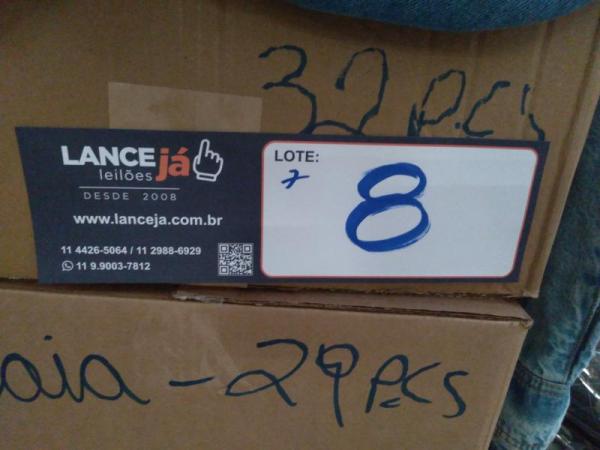 32 PCS
LANCE já
leilões
DESDE 2008
www.lanceja.com.br
11 4426-5064 / 11 2988-6929
11 9.9003-7812
LOTE:
7
8
aia - 29 PCS